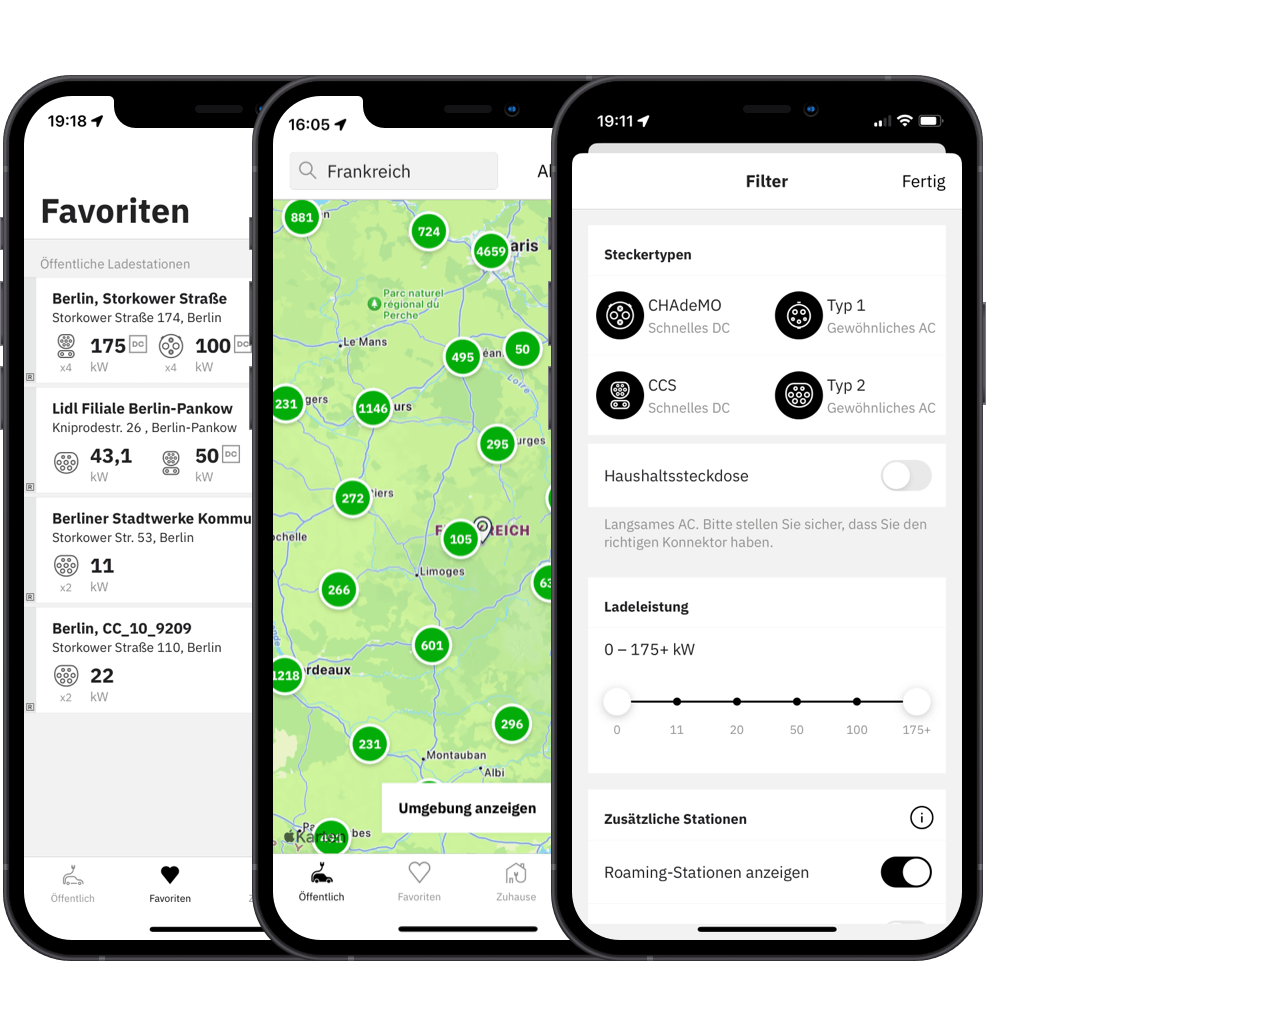 19:18
Favoriten
Öffentliche Ladestationen
Berlin, Storkower Straße
Storkower Straße 174, Berlin
175 DC 100 DC
x4 kW x4 kW
R
Lidl Filiale Berlin-Pankow
Kniprodestr. 26 , Berlin-Pankow
43,1 50 DC
kW kW
R
Berliner Stadtwerke Kommu
Storkower Str. 53, Berlin
11
x2 kW
R
Berlin, CC_10_9209
Storkower Straße 110, Berlin
22
x2 kW
R
Öffentlich Favoriten
16:05
Frankreich
881
724
4659 aris
Parc naturel
régional du
Perche
Le Mans
495
50
Loire
231 gers
1146 urs
295 urges
272 iers
ochelle
105 REICH
Limoges
266
601
1218 rdeaux
296
231
Montauban
Albi
Umgebung anzeigen
Karten
bes
Öffentlich Favoriten Zuhause
19:11
Filter Fertig
Steckertypen
CHAdeMO
Schnelles DC
Typ 1
Gewöhnliches AC
CCS
Schnelles DC
Typ 2
Gewöhnliches AC
Haushaltssteckdose
Langsames AC. Bitte stellen Sie sicher, dass Sie den
richtigen Konnektor haben.
Ladeleistung
0 – 175+ kW
0 11 20 50 100 175+
Zusätzliche Stationen
Roaming-Stationen anzeigen